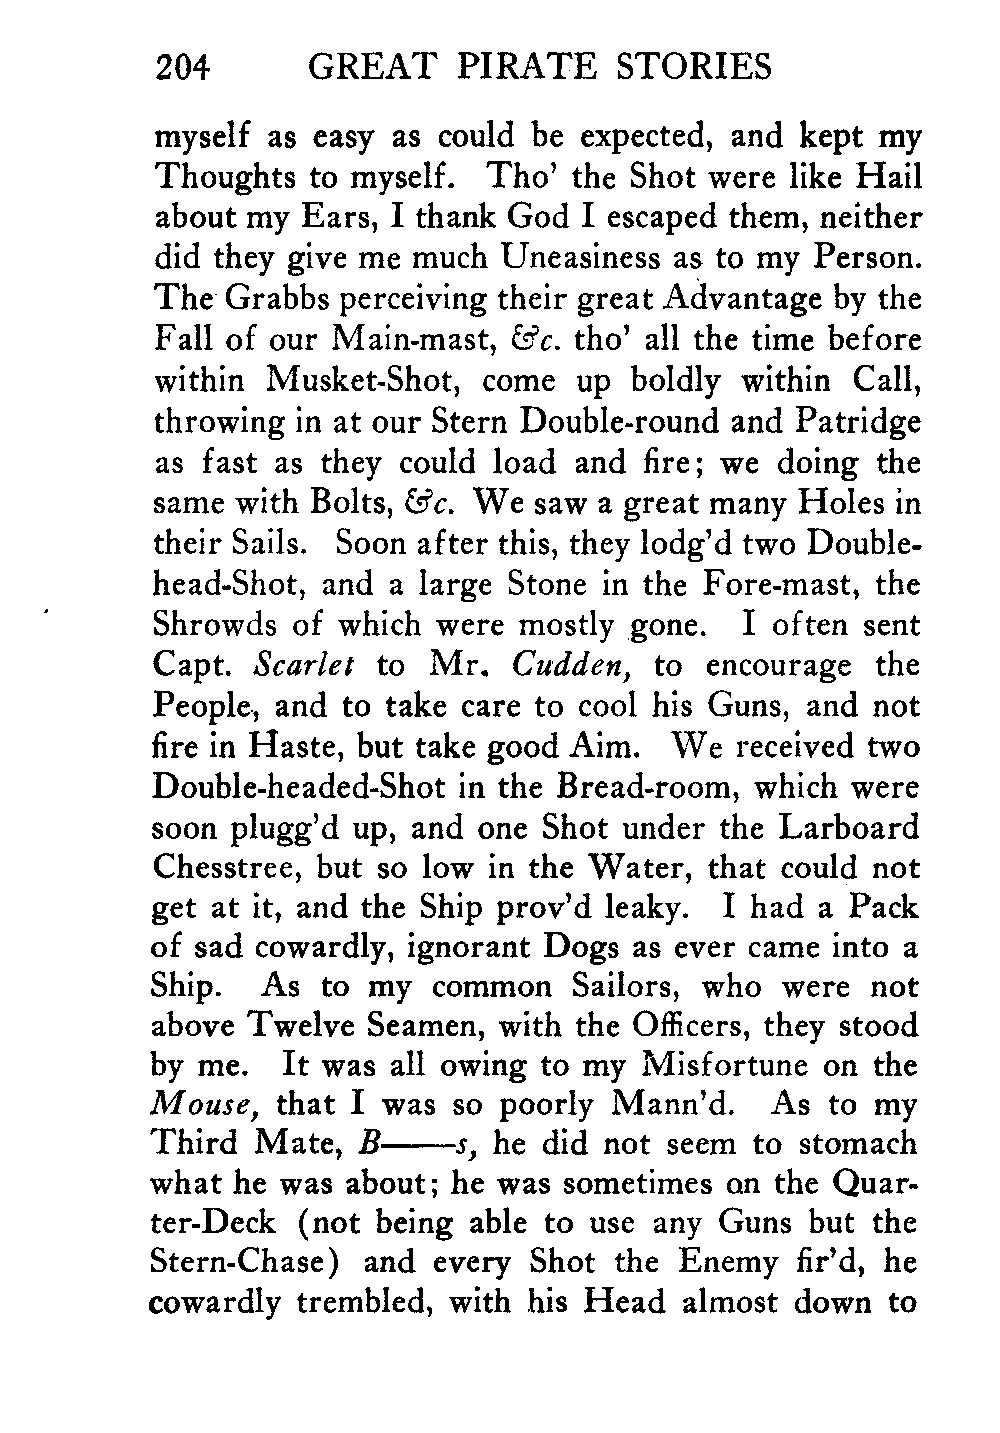 204 GREAT PIRATE STORIES
myself as easy as could be expected, and kept my
Thoughts to myself. Tho' the Shot were like Hail
about my Ears, I thank God I escaped them, neither
did they give me much Uneasiness as to my Person.
The Grabbs perceiving their great Advantage by the
Fall of our Main-mast, &c. tho' all the time before
within Musket-Shot, come up boldly within Call,
throwing in at our Stern Double-round and Patridge
as fast as they could load and fire; we doing the
same with Bolts, &c. We saw a great many Holes in
their Sails. Soon after this, they lodg'd two Double-
head-Shot, and a large Stone in the Fore-mast, the
Shrowds of which were mostly gone. I often sent
Capt. Scarlet to Mr. Cudden, to encourage the
People, and to take care to cool his Guns, and not
fire in Haste, but take good Aim. We received two
Double-headed-Shot in the Bread-room, which were
soon plugg'd up, and one Shot under the Larboard
Chesstree, but so low in the Water, that could not
get at it, and the Ship prov'd leaky. I had a Pack
of sad cowardly, ignorant Dogs as ever came into a
Ship. As to my common Sailors, who were not
above Twelve Seamen, with the Officers, they stood
by me. It was all owing to my Misfortune on the
Mouse, that I was so poorly Mann'd. As to my
Third Mate, B——s, he did not seem to stomach
what he was about; he was sometimes on the Quar-
ter-Deck (not being able to use any Guns but the
Stern-Chase) and every Shot the Enemy fir'd, he
cowardly trembled, with his Head almost down to